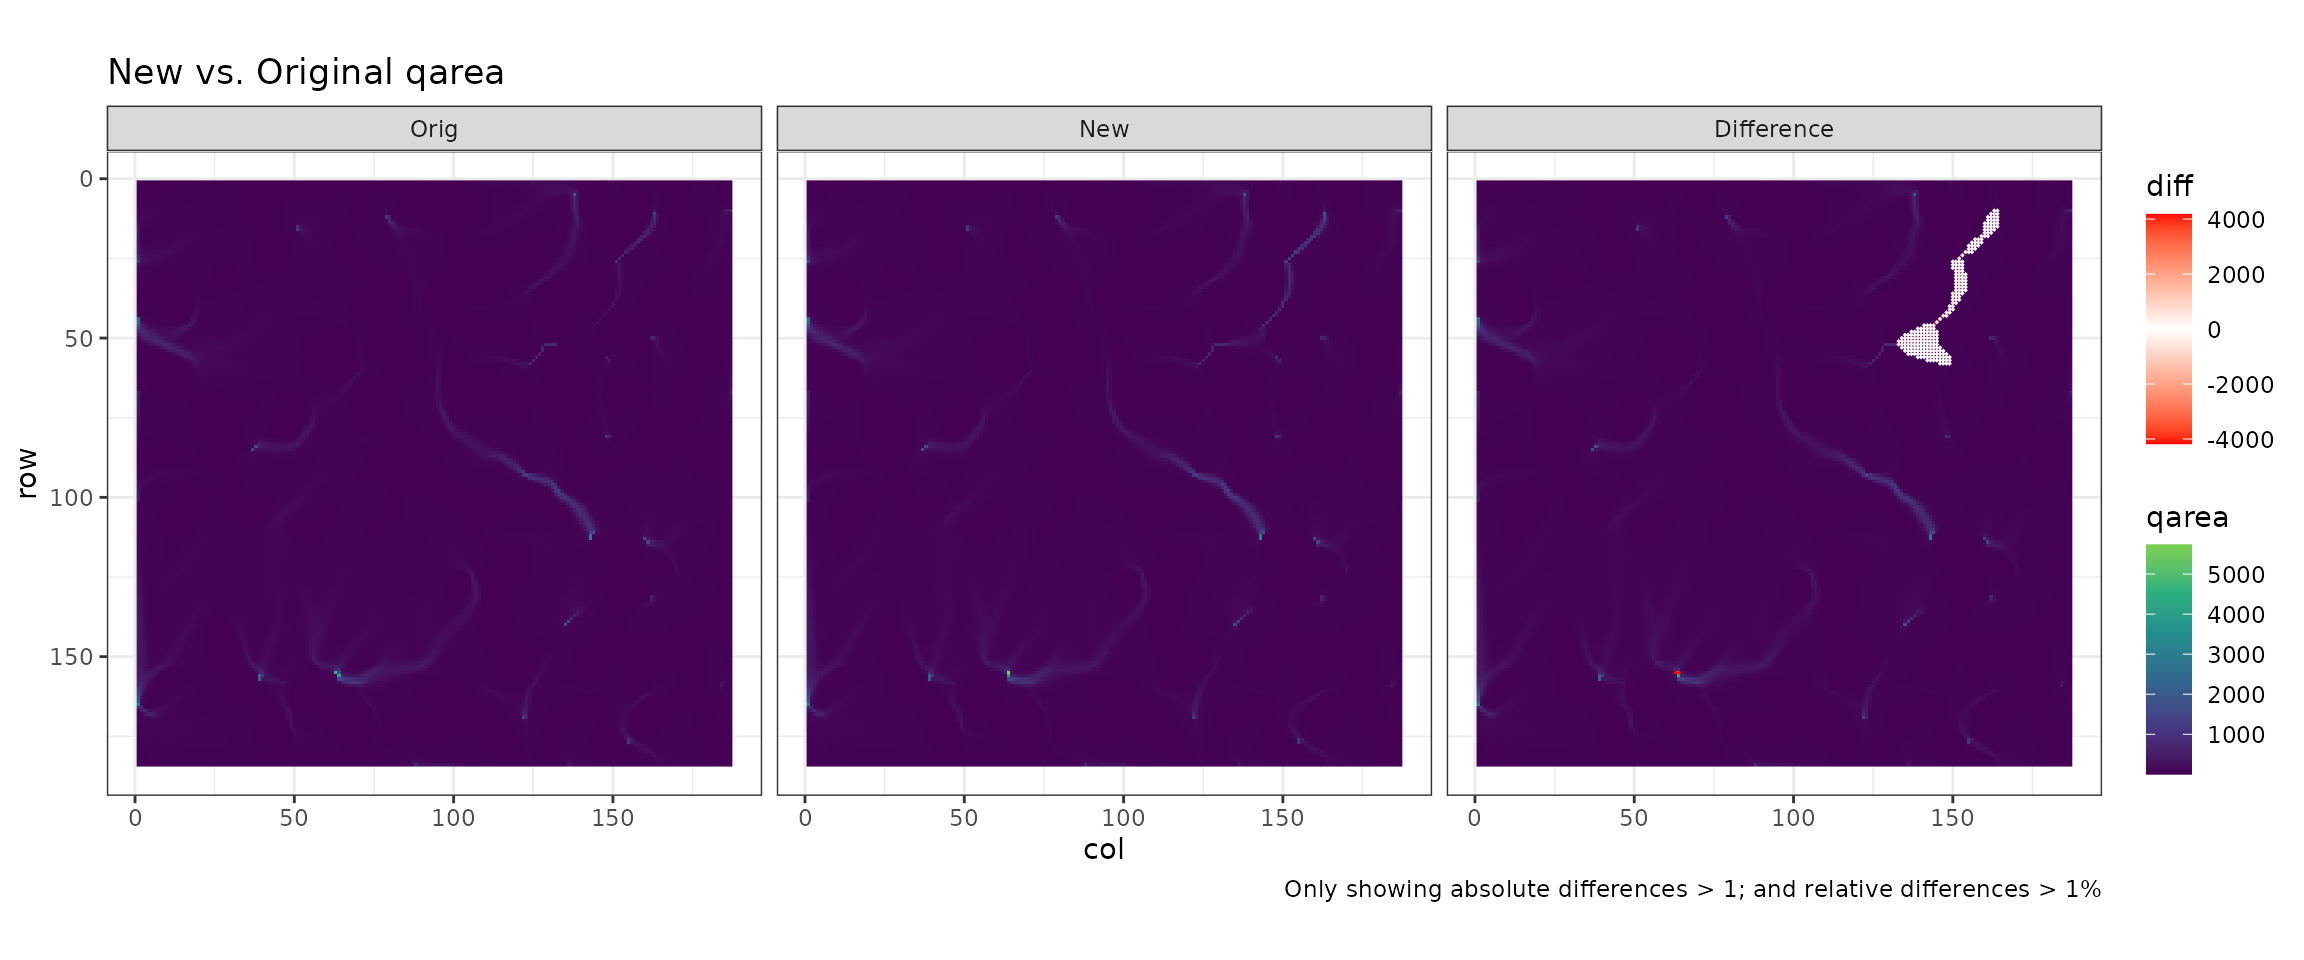 New vs. Original qarea
Orig
New
Difference
0
50
100
150
row
0 50 100 150
0 50 100 150
0 50 100 150
col
diff
4000
2000
0
-2000
-4000
qarea
5000
4000
3000
2000
1000
Only showing absolute differences > 1; and relative differences > 1%